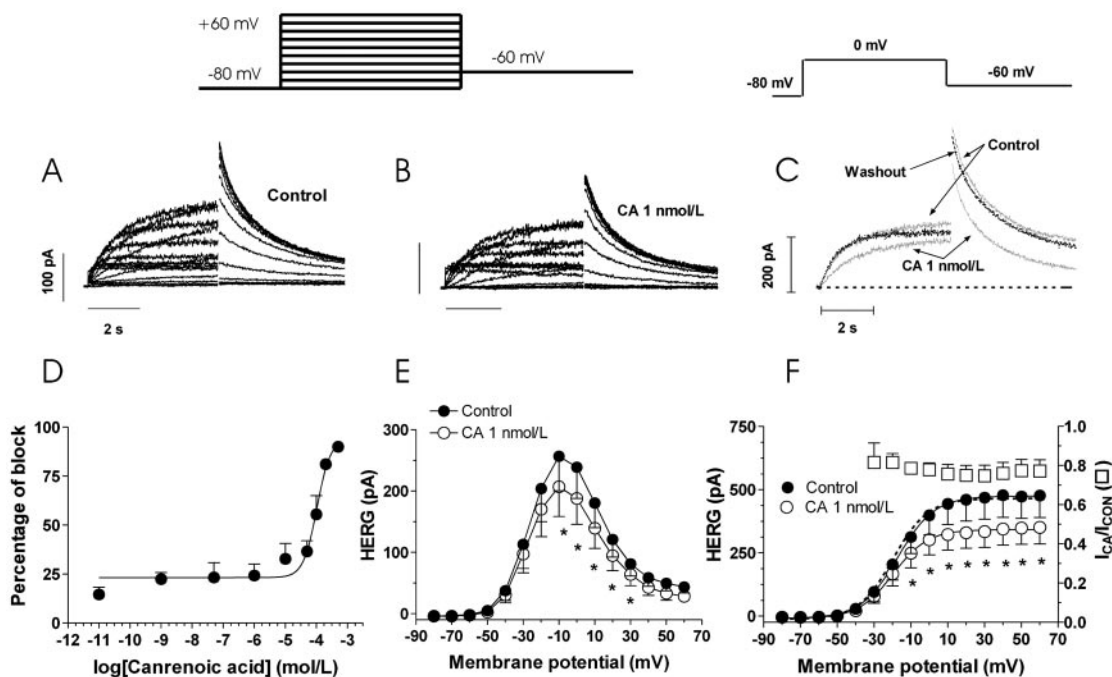 +60 mV
-80 mV
-60 mV
0 mV
-80 mV
-60 mV
A
Control
100 pA
2 s
B
CA 1 nmol/L
C
Washout
Control
CA 1 nmol/L
200 pA
2 s
D
Percentage of block
100
75
50
25
0
-12 -11 -10 -9 -8 -7 -6 -5 -4 -3 -2
log[Canrenoic acid] (mol/L)
E
Control
CA 1 nmol/L
HERG (pA)
300
200
100
0
-90 -70 -50 -30 -10 10 30 50 70
Membrane potential (mV)
* * * * *
F
Control
CA 1 nmol/L
HERG (pA)
750
500
250
0
-90 -70 -50 -30 -10 10 30 50 70
Membrane potential (mV)
* * * * * * * *
1.0
0.8
0.6
0.4
0.2
0.0
ICA/ICON (□)